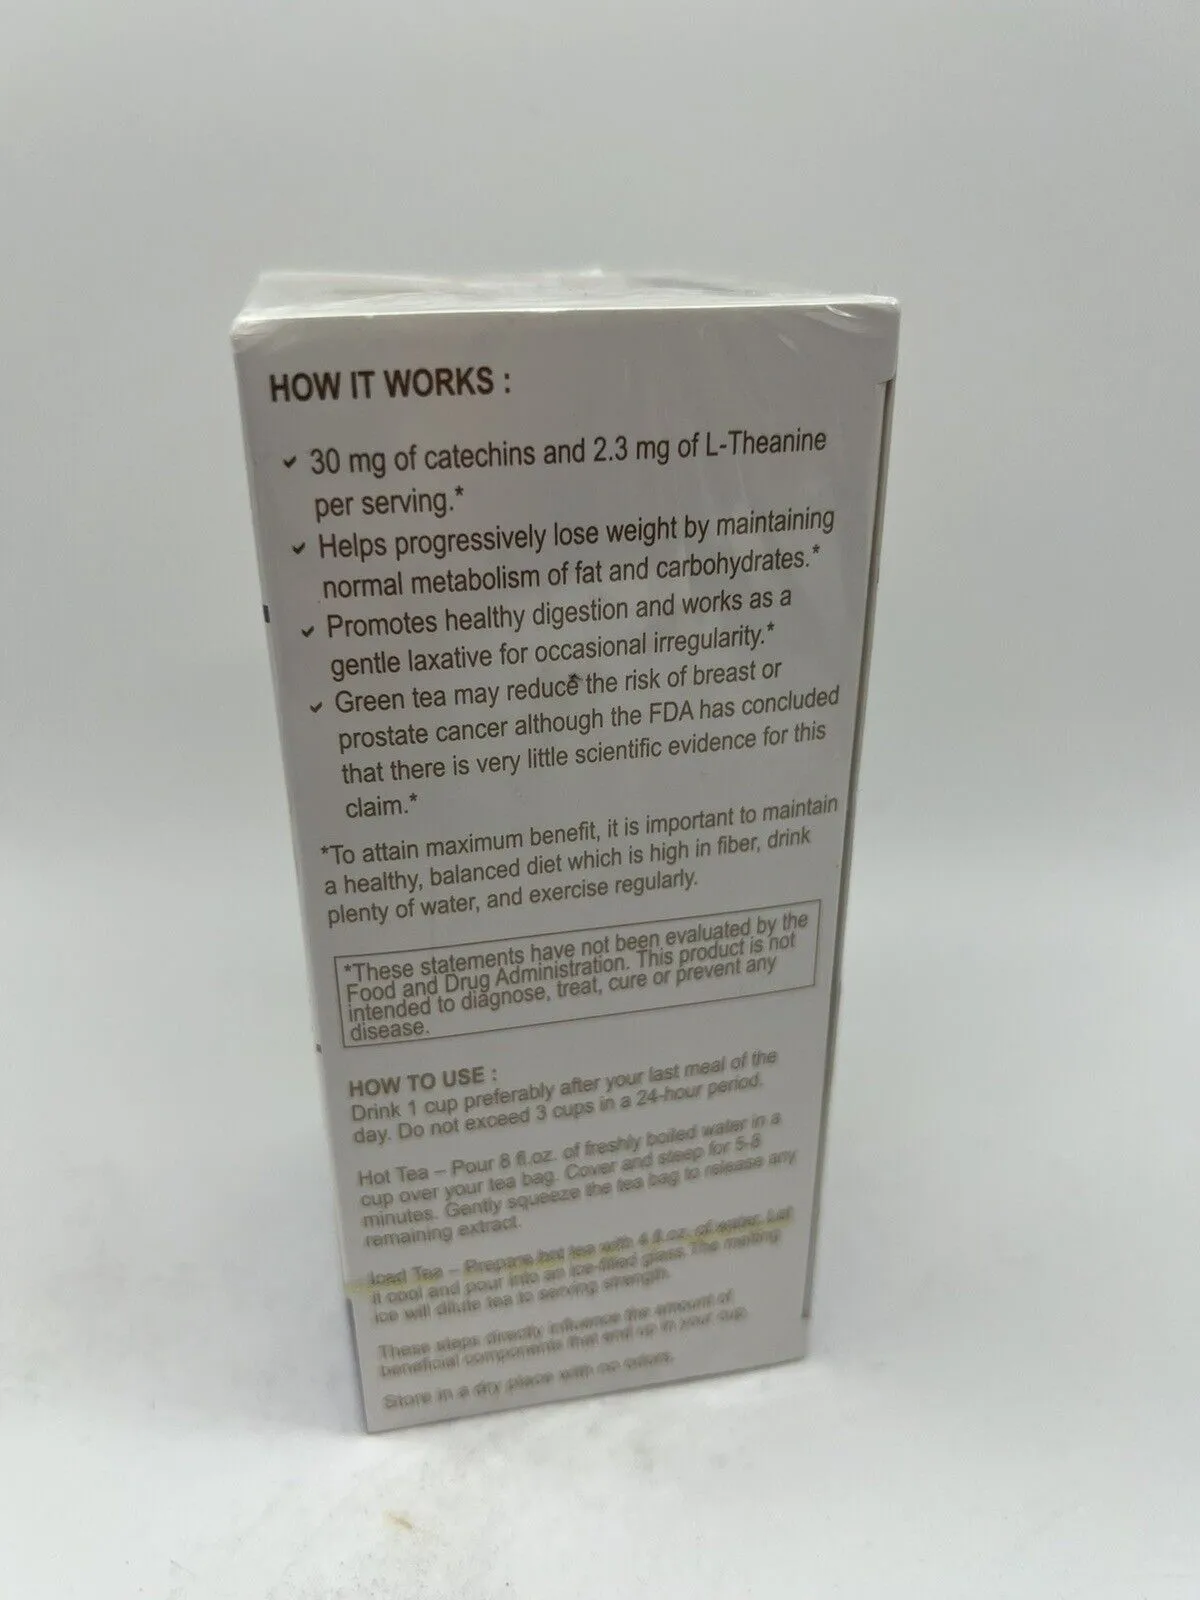 HOW IT WORKS :
30 mg of catechins and 2.3 mg of L-Theanine
per serving.*
Helps progressively lose weight by maintaining
normal metabolism of fat and carbohydrates.*
Promotes healthy digestion and works as a
gentle laxative for occasional irregularity.*
Green tea may reduce the risk of breast or
prostate cancer although the FDA has concluded
that there is very little scientific evidence for this
claim.*
*To attain maximum benefit, it is important to maintain
a healthy, balanced diet which is high in fiber, drink
plenty of water, and exercise regularly.
*These statements have not been evaluated by the
Food and Drug Administration. This product is not
intended to diagnose, treat, cure or prevent any
disease.
HOW TO USE :
Drink 1 cup preferably after your last meal of the
day. Do not exceed 3 cups in a 24-hour period.
Hot Tea – Pour 8 fl.oz. of freshly boiled water in a
cup over your tea bag. Cover and steep for 5-8
minutes. Gently squeeze the tea bag to release any
remaining extract.
Iced Tea – Prepare hot tea with 4 fl.oz. of water. Let
it cool and pour into an ice-filled glass. The melting
ice will dilute tea to serving strength.
These steps directly influence the amount of
beneficial components that end up in your cup.
Store in a dry place with no odors.